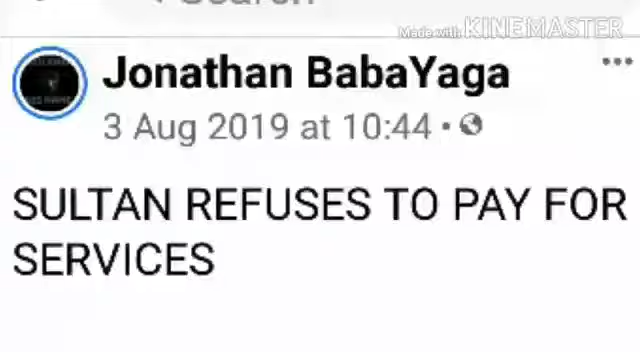 Made with KINEMASTER
Jonathan BabaYaga
3 Aug 2019 at 10:44
SULTAN REFUSES TO PAY FOR
SERVICES